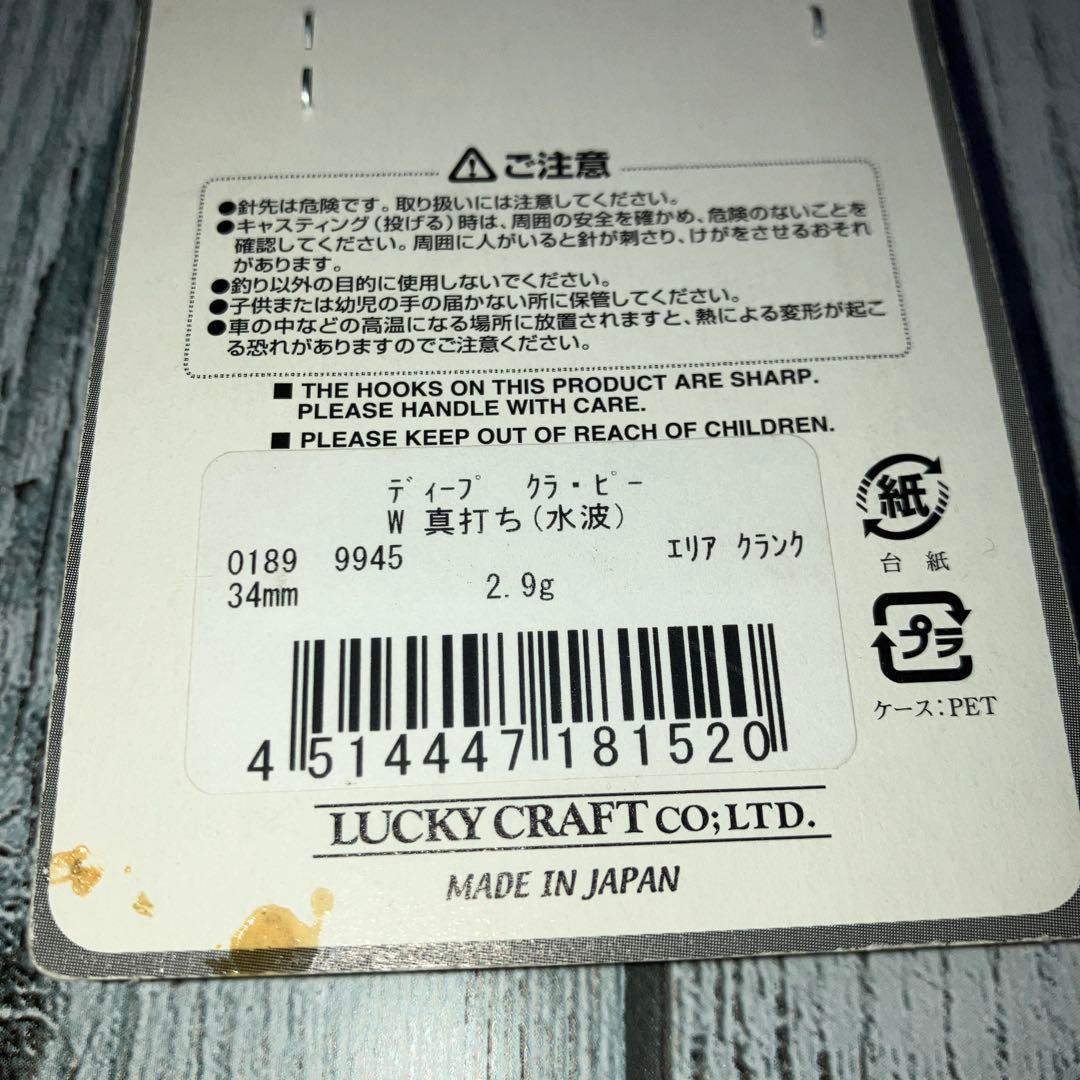 ⚠ご注意
●針先は危険です。取り扱いには注意してください。
●キャスティング(投げる)時は、周囲の安全を確かめ、危険のないことを
確認してください。周囲に人がいると針が刺さり、けがをさせるおそれ
があります。
●釣り以外の目的に使用しないでください。
●子供または幼児の手の届かない所に保管してください。
●車の中などの高温になる場所に放置されますと、熱による変形が起こ
る恐れがありますのでご注意ください。
■ THE HOOKS ON THIS PRODUCT ARE SHARP.
PLEASE HANDLE WITH CARE.
■ PLEASE KEEP OUT OF REACH OF CHILDREN.
ﾃﾞｨｰﾌﾟ ｸﾗ・ﾋﾟｰ
W 真打ち(水波)
0189 9945 ｴﾘｱ ｸﾗﾝｸ
34mm 2.9g
4 514447 181520
紙
台紙
プラ
ケース:PET
LUCKY CRAFT CO;LTD.
MADE IN JAPAN